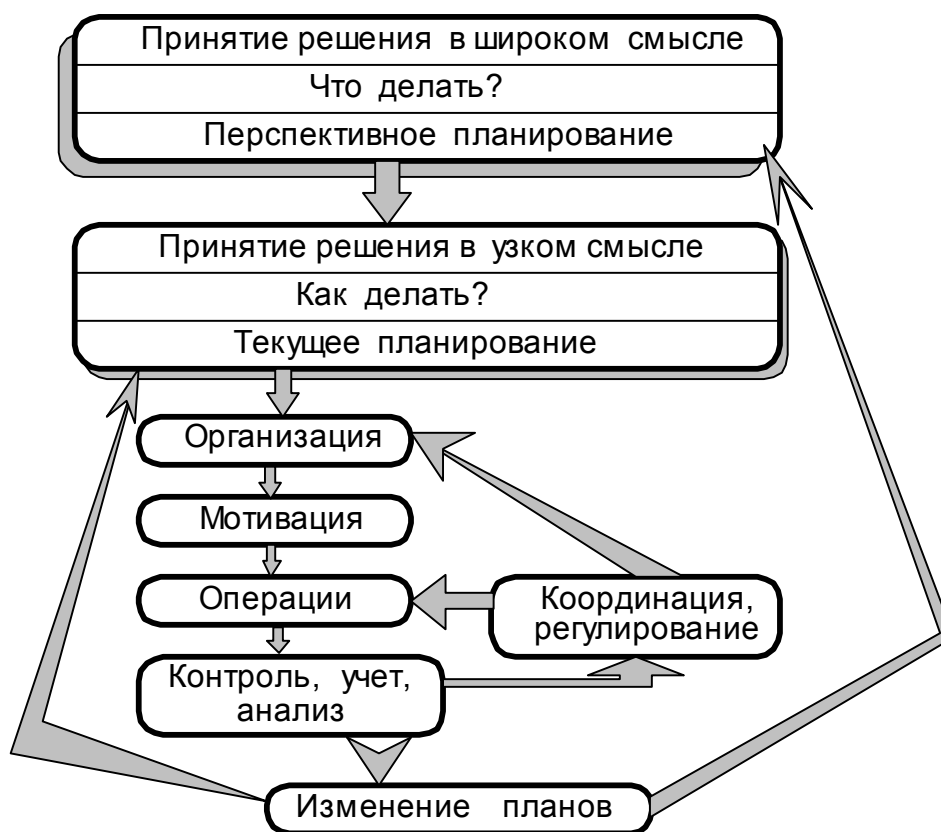 Принятие решения в широком смысле
Что делать?
Перспективное планирование
Принятие решения в узком смысле
Как делать?
Текущее планирование
Организация
Мотивация
Операции
Координация,
регулирование
Контроль, учет,
анализ
Изменение планов